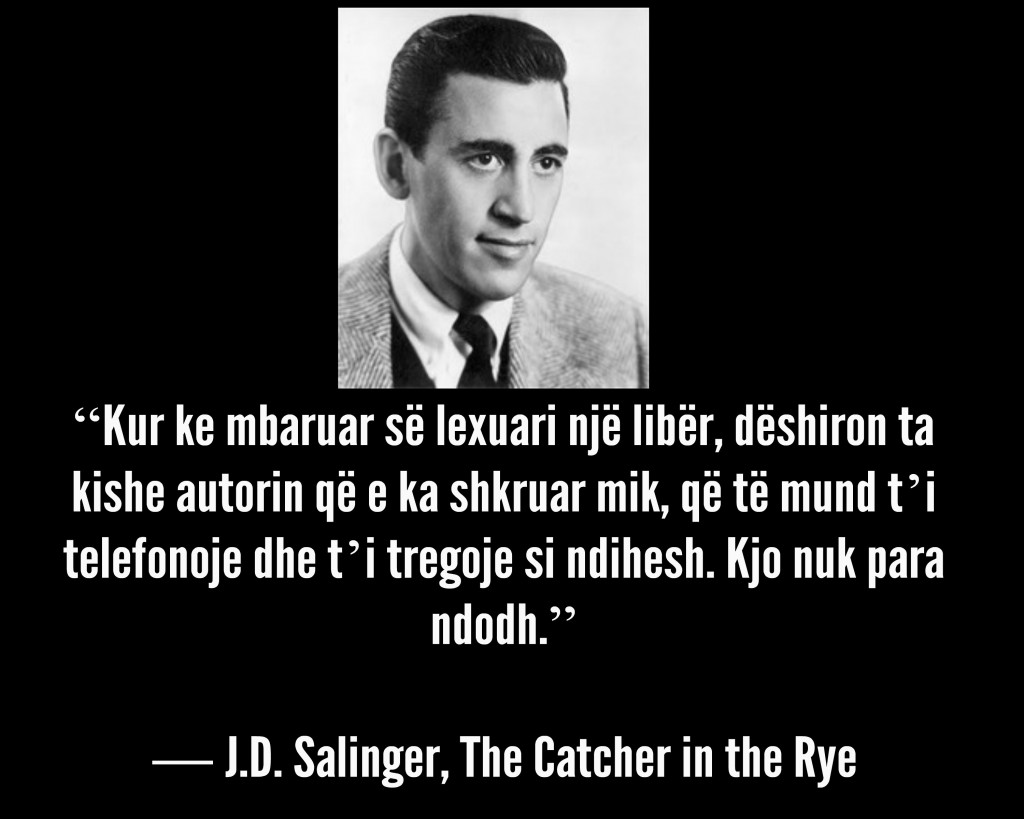 “Kur ke mbaruar së lexuari një libër, dëshiron ta
kishe autorin që e ka shkruar mik, që të mund t’i
telefonoje dhe t’i tregoje si ndihesh. Kjo nuk para
ndodh.”
— J.D. Salinger, The Catcher in the Rye